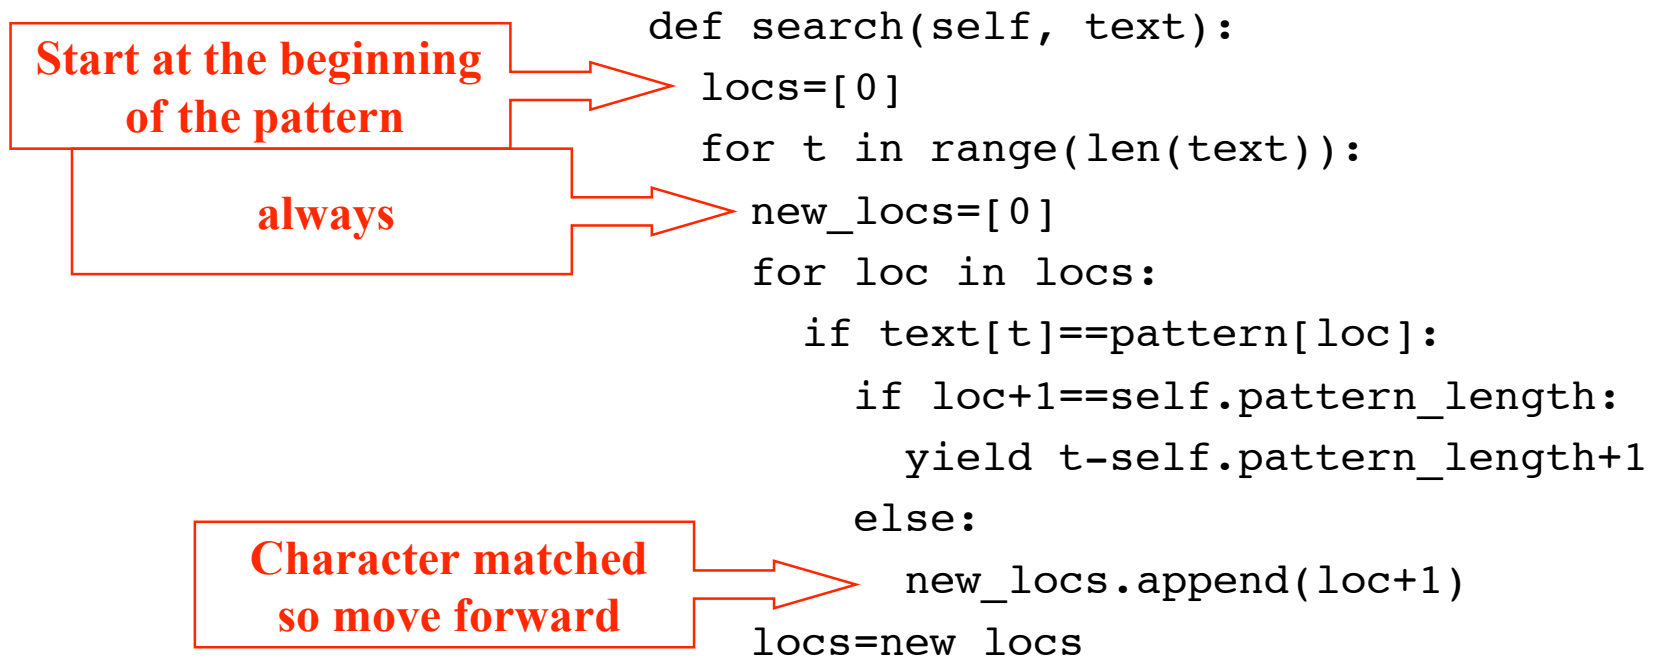 def search(self, text):
Start at the beginning
of the pattern
locs=[0]
for t in range(len(text)):
always
new_locs=[0]
for loc in locs:
if text[t]==pattern[loc]:
if loc+1==self.pattern_length:
yield t-self.pattern_length+1
else:
Character matched
so move forward
new_locs.append(loc+1)
locs=new locs